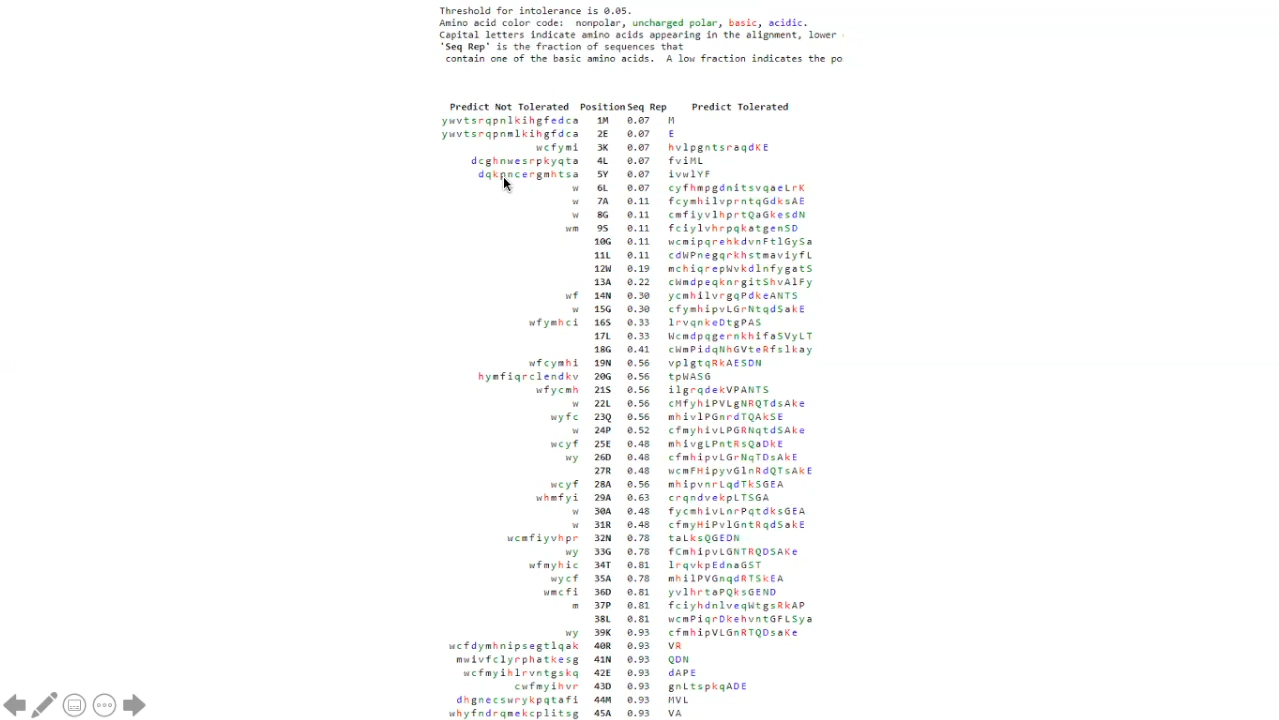 Threshold for intolerance is 0.05.
Amino acid color code:  nonpolar, uncharged polar, basic, acidic.
Capital letters indicate amino acids appearing in the alignment, lower
'Seq Rep' is the fraction of sequences that
contain one of the basic amino acids.  A low fraction indicates the po
Predict Not Tolerated  Position Seq Rep  Predict Tolerated
ywvtsrqpnlkihgfedca 1M 0.07 M
ywvtsrqpnmlkihgfdca 2E 0.07 E
wcfymi 3K 0.07 hvlpgntsraqdKE
dcghnwesrpkyqta 4L 0.07 fviML
dqkpncergmhtsa 5Y 0.07 ivwlYF
w 6L 0.07 cyfhmpgdnitsvqaeLrK
w 7A 0.11 fcymhilvprntqGdksAE
w 8G 0.11 cmfiyvlhprtQaGkesdN
wm 9S 0.11 fciylvhrpqkatgenSD
10G 0.11 wcmipqrehkdvnFtlGySa
11L 0.11 cdWPnegqrkhstmaviyfL
12W 0.19 mchiqrepWvkdlnfygatS
13A 0.22 cWmdpeqknrgitShvAlFy
wf 14N 0.30 ycmhilvrgqPdkeANTS
w 15G 0.30 cfymhipvLGrNtqdSakE
wfymhci 16S 0.33 lrvqnkeDtgPAS
17L 0.33 Wcmdpqgernkhifa​SVyLT
18G 0.41 cWmPidqNhGVteRfslkay
wfcymhi 19N 0.56 vplgtqRkAESDN
hymfiqrclendkv 20G 0.56 tpWASG
wfycmh 21S 0.56 ilgrqdekVPANTS
w 22L 0.56 cMfyhiPVLgNRQTdsAke
wyfc 23Q 0.56 mhivlPGnrdTQAkSE
w 24P 0.52 cfmyhivLPGRNqtdSAke
wcyf 25E 0.48 mhivgLPntRsQaDkE
wy 26D 0.48 cfmhipvLGrNqTDsAkE
27R 0.48 wcmFHipyvGlnRdQTsAkE
wcyf 28A 0.56 mhipvnrLqdTkSGEA
whmfyi 29A 0.63 crqndvekpLTSGA
w 30A 0.48 fycmhivLnrPqtdksGEA
w 31R 0.48 cfmyHiPvlGntRqdSakE
wcmfiyvhpr 32N 0.78 taLksQGEDN
wy 33G 0.78 fCmhipvLGNTRQDSAKe
wfmyhic 34T 0.81 lrqvkpEdnaGST
wycf 35A 0.78 mhilPVGnqdRTSkEA
wmcfi 36D 0.81 yvlhrtaPQksGEND
m 37P 0.81 fciyhdnlveqWtgsRkAP
38L 0.81 wcmPiqrDkehvntGFLSya
wy 39K 0.93 cfmhipVLGnRTQDsaKe
wcfdymhnipsegtlqak 40R 0.93 VR
mwivfclyrphatkesg 41N 0.93 QDN
wcfmyihlrvntgskq 42E 0.93 dAPE
cwfmyihvr 43D 0.93 gnLtspkqADE
dhgnecswrykpqtafi 44M 0.93 MVL
whyfndrqmekcplitsg 45A 0.93 VA